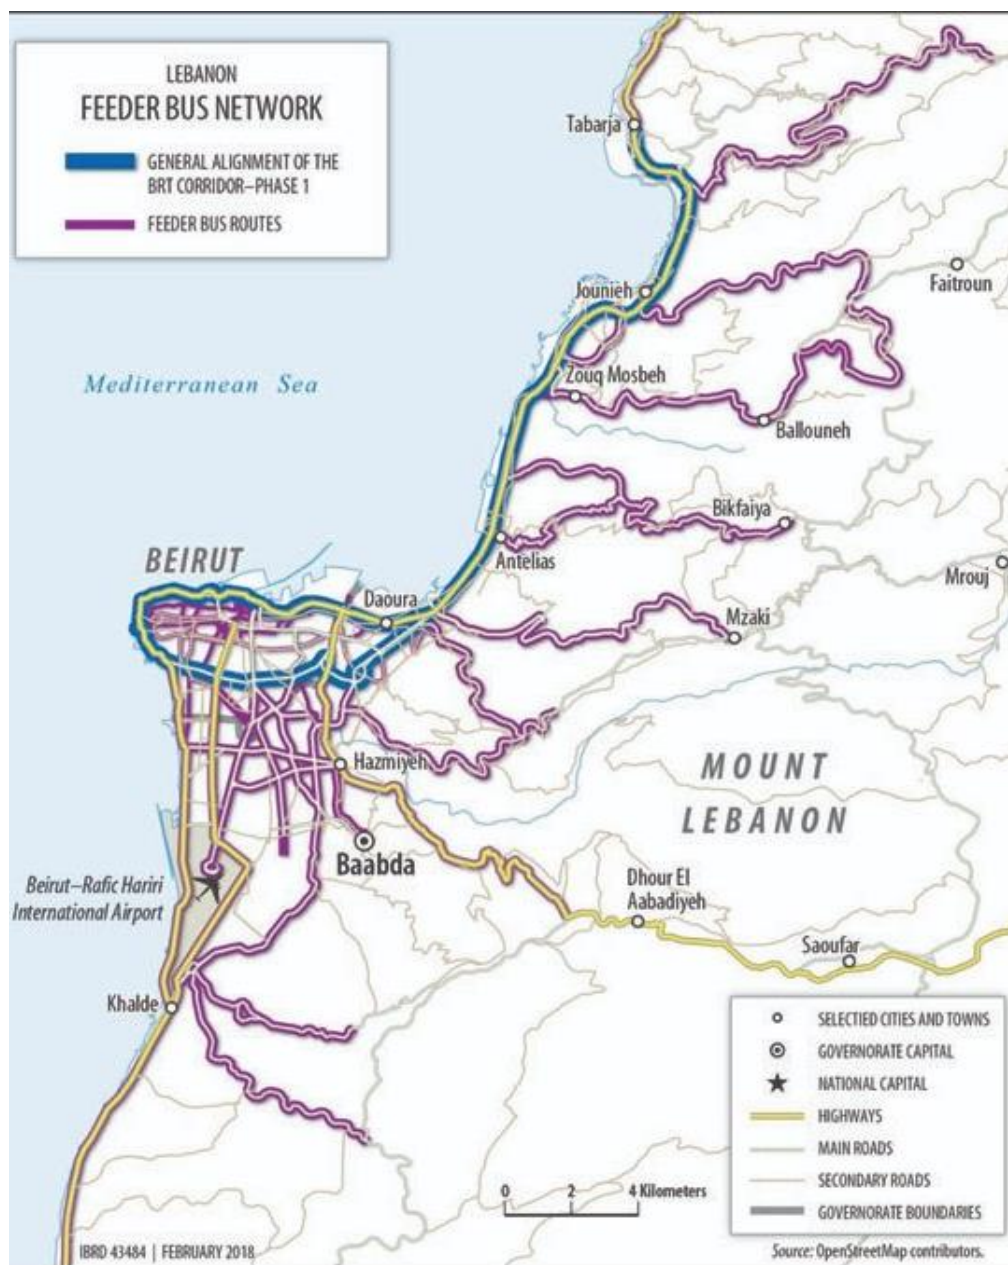 LEBANON
FEEDER BUS NETWORK
GENERAL ALIGNMENT OF THE
BRT CORRIDOR–PHASE 1
FEEDER BUS ROUTES
Tabarja
Faitroun
Jounieh
Mediterranean Sea
Zouq Mosbeh
Ballouneh
Bikfaiya
Antelias
BEIRUT
Mrouj
Daoura
Mzaki
Hazmiyeh
MOUNT
LEBANON
Baabda
Beirut–Rafic Hariri
International Airport
Dhour El
Aabadiyeh
Saoufar
Khalde
SELECTIED CITIES AND TOWNS
GOVERNORATE CAPITAL
NATIONAL CAPITAL
HIGHWAYS
MAIN ROADS
SECONDARY ROADS
GOVERNORATE BOUNDARIES
0 2 4 Kilometers
IBRD 43484 | FEBRUARY 2018
Source: OpenStreetMap contributors.